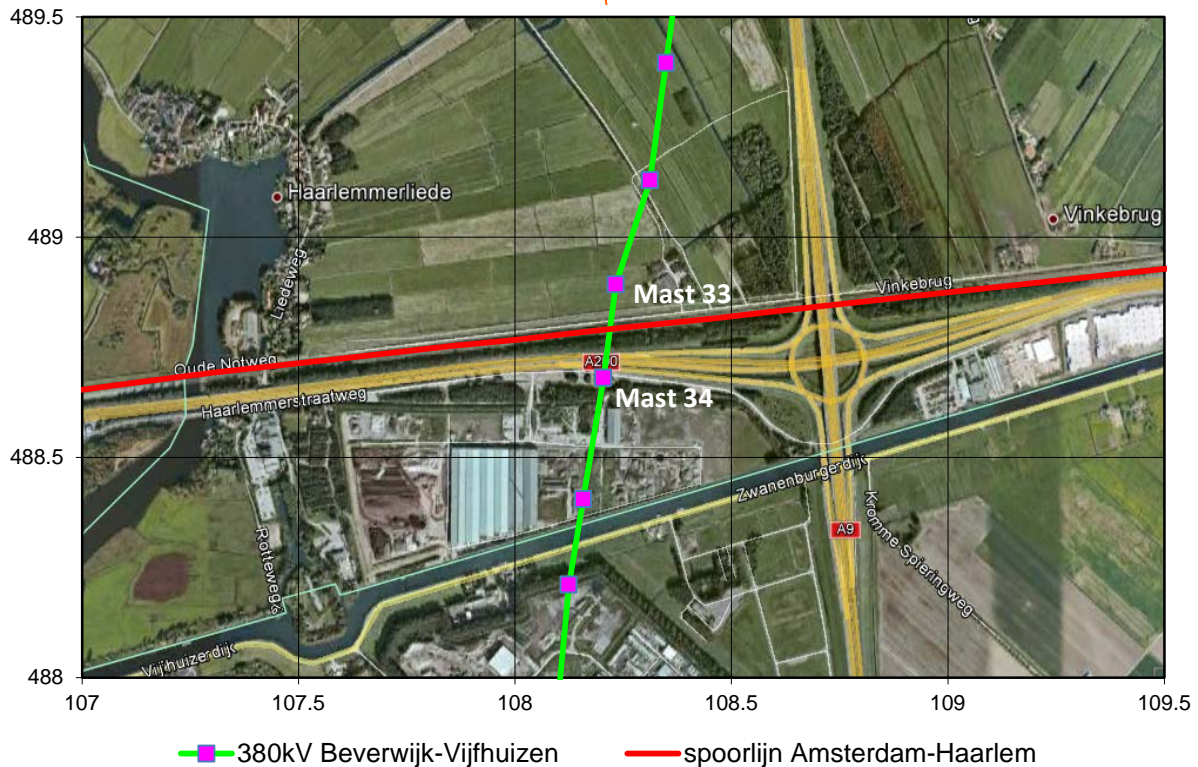 489.5
489
488.5
488
107
107.5
108
108.5
109
109.5
Haarlemmerliede
Liedeweg
Vinkebrug
Vinkebrug
Mast 33
Oude Notweg
Haarlemmerstraatweg
Mast 34
Zwanenburgerdijk
A9
Kromme Spieringweg
Rotteweg
Vijfhuizerdijk
380kV Beverwijk-Vijfhuizen
spoorlijn Amsterdam-Haarlem